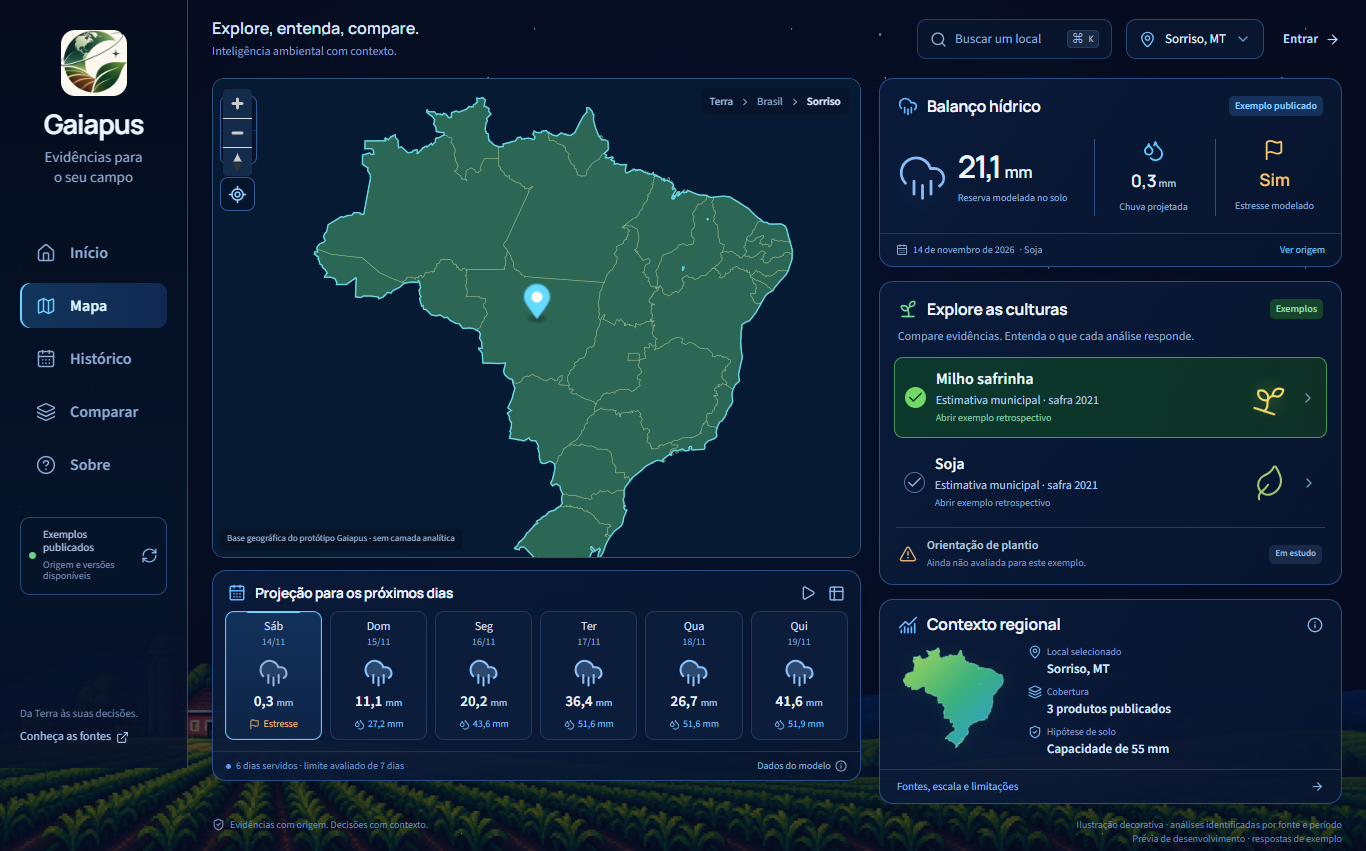 Gaiapus
Evidências para
o seu campo
Início
Mapa
Histórico
Comparar
Sobre
Exemplos
publicados
Origem e versões
disponíveis
Da Terra às suas decisões.
Conheça as fontes
Explore, entenda, compare.
Inteligência ambiental com contexto.
Buscar um local
⌘ K
Sorriso, MT
Entrar
Terra > Brasil > Sorriso
Base geográfica do protótipo Gaiapus · sem camada analítica
Projeção para os próximos dias
Sáb
14/11
0,3 mm
Estresse
Dom
15/11
11,1 mm
27,2 mm
Seg
16/11
20,2 mm
43,6 mm
Ter
17/11
36,4 mm
51,6 mm
Qua
18/11
26,7 mm
51,6 mm
Qui
19/11
41,6 mm
51,9 mm
6 dias servidos · limite avaliado de 7 dias
Dados do modelo
Evidências com origem. Decisões com contexto.
Balanço hídrico
Exemplo publicado
21,1 mm
Reserva modelada no solo
0,3 mm
Chuva projetada
Sim
Estresse modelado
14 de novembro de 2026 · Soja
Ver origem
Explore as culturas
Exemplos
Compare evidências. Entenda o que cada análise responde.
Milho safrinha
Estimativa municipal · safra 2021
Abrir exemplo retrospectivo
Soja
Estimativa municipal · safra 2021
Abrir exemplo retrospectivo
Orientação de plantio
Ainda não avaliada para este exemplo.
Em estudo
Contexto regional
Local selecionado
Sorriso, MT
Cobertura
3 produtos publicados
Hipótese de solo
Capacidade de 55 mm
Fontes, escala e limitações
Ilustração decorativa · análises identificadas por fonte e período
Prévia de desenvolvimento · respostas de exemplo